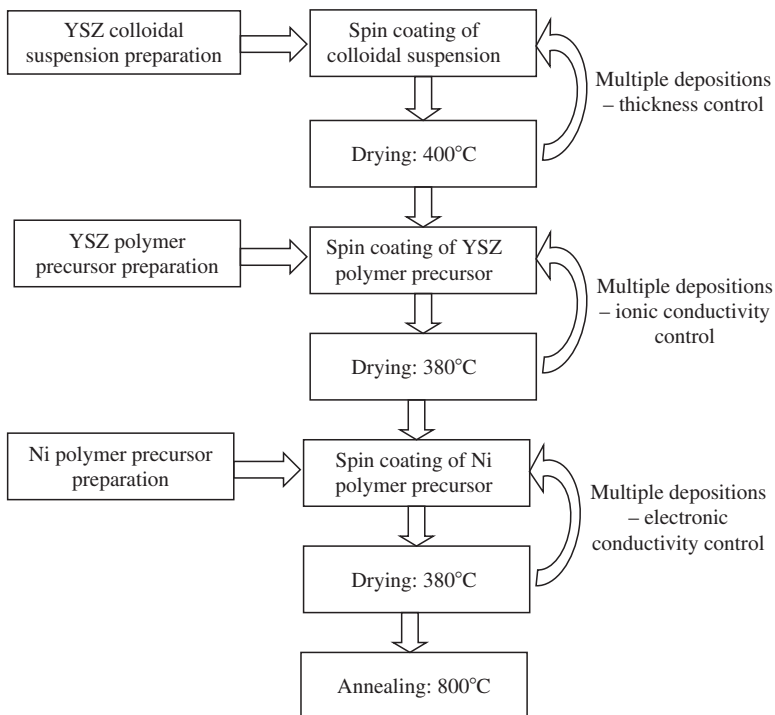 YSZ colloidal
suspension preparation
Spin coating of
colloidal suspension
Multiple depositions
– thickness control
Drying: 400°C
YSZ polymer
precursor preparation
Spin coating of YSZ
polymer precursor
Multiple depositions
– ionic conductivity
control
Drying: 380°C
Ni polymer precursor
preparation
Spin coating of Ni
polymer precursor
Multiple depositions
– electronic
conductivity control
Drying: 380°C
Annealing: 800°C